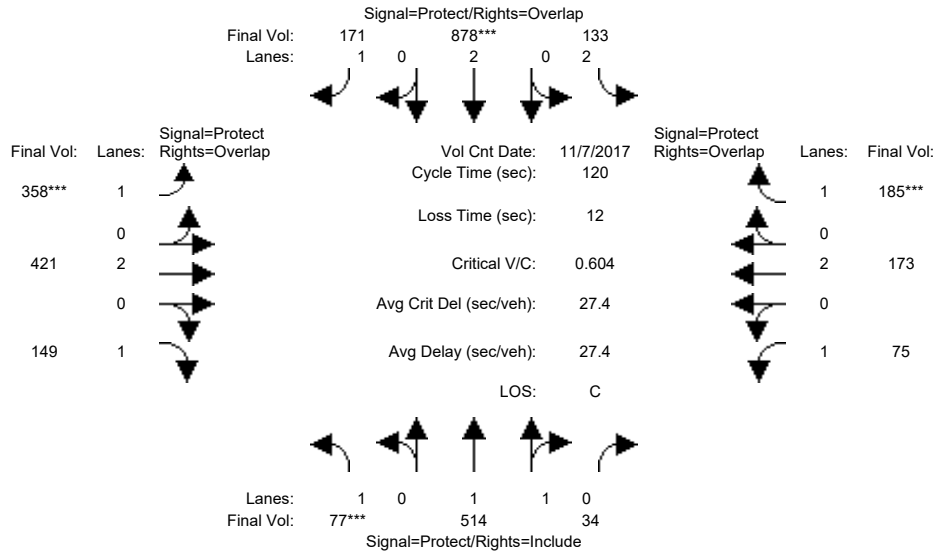 Signal=Protect/Rights=Overlap
Final Vol: 171 878*** 133
Lanes: 1 0 2 0 2
Signal=Protect
Final Vol: Lanes: Rights=Overlap
Vol Cnt Date: 11/7/2017
Signal=Protect
Rights=Overlap Lanes: Final Vol:
Cycle Time (sec): 120
358*** 1
1 185***
Loss Time (sec): 12
0
0
421 2
Critical V/C: 0.604
2 173
0
Avg Crit Del (sec/veh): 27.4
0
149 1
Avg Delay (sec/veh): 27.4
1 75
LOS: C
Lanes: 1 0 1 1 0
Final Vol: 77*** 514 34
Signal=Protect/Rights=Include